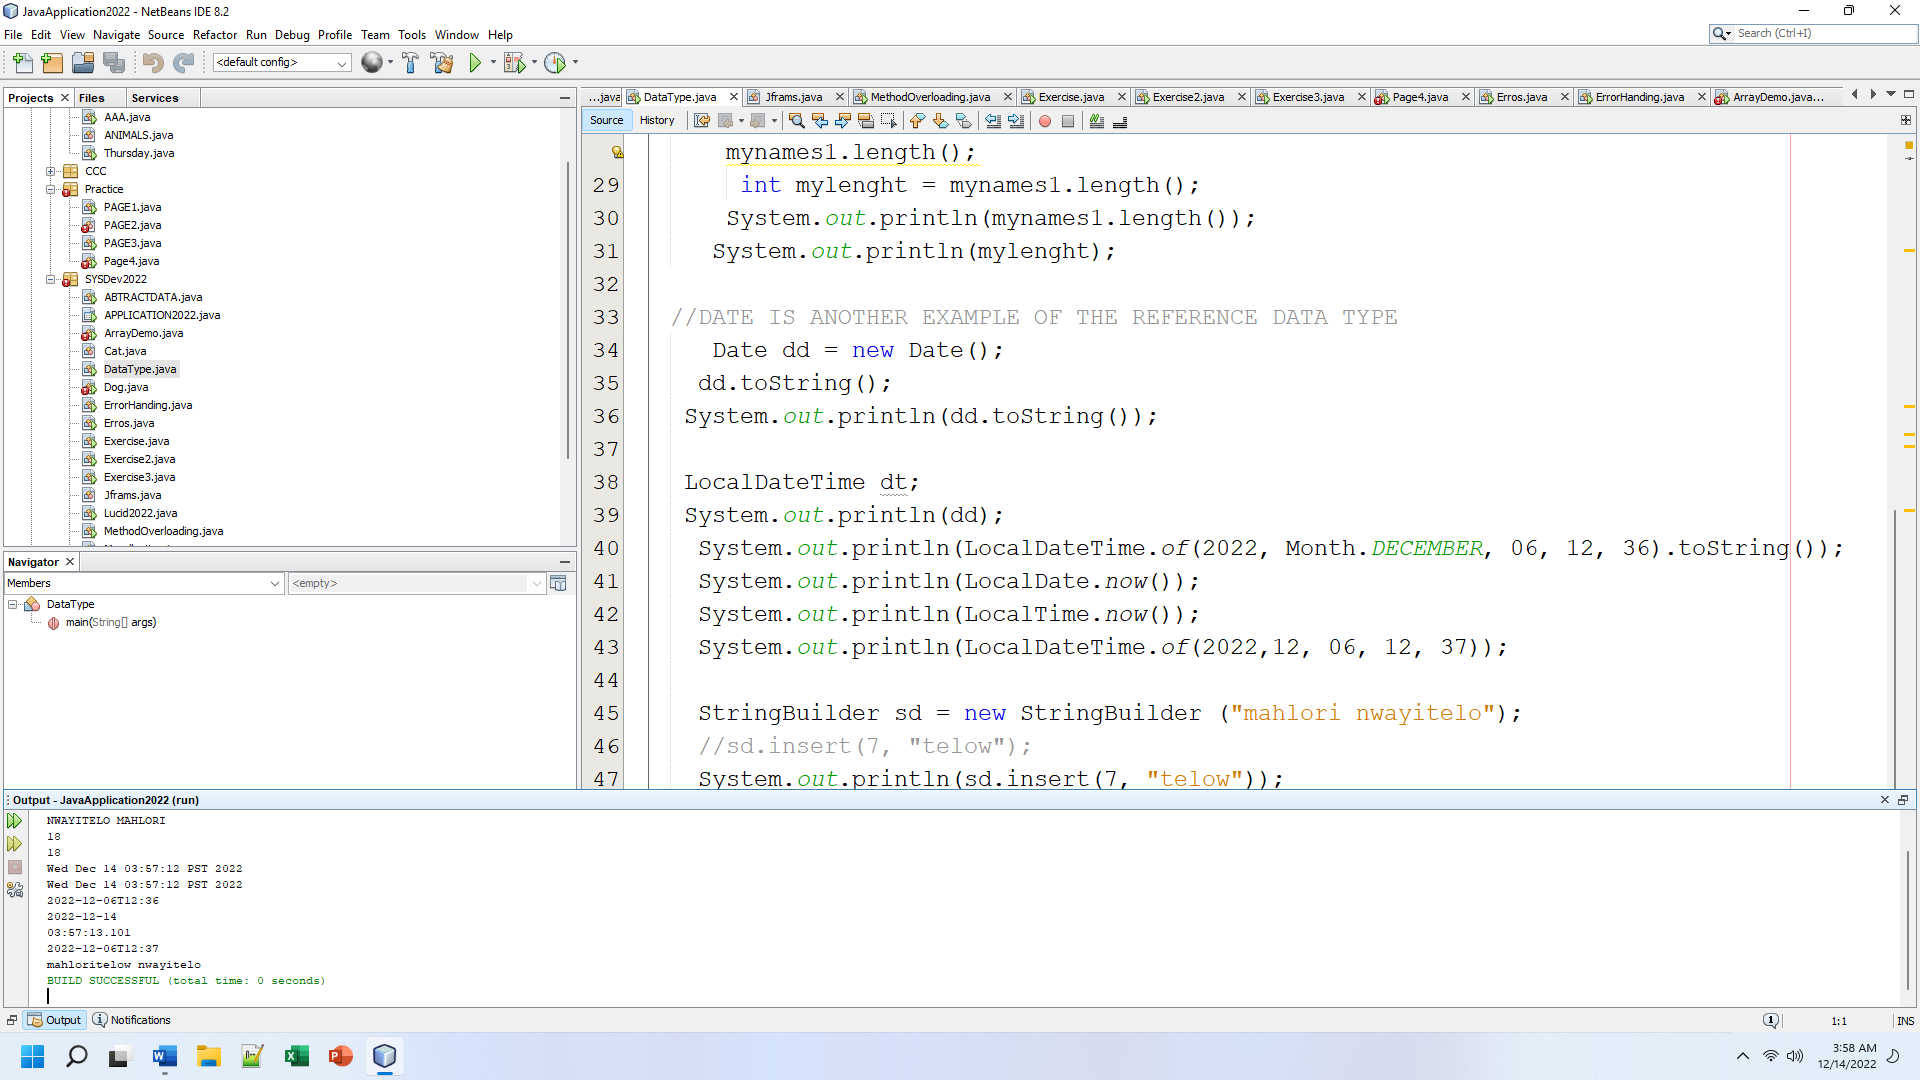 JavaApplication2022 - NetBeans IDE 8.2
File Edit View Navigate Source Refactor Run Debug Profile Team Tools Window Help
Search (Ctrl+I)
<default config>
Projects Files Services
AAA.java
ANIMALS.java
Thursday.java
CCC
Practice
PAGE1.java
PAGE2.java
PAGE3.java
Page4.java
SYSDev2022
ABTRACTDATA.java
APPLICATION2022.java
ArrayDemo.java
Cat.java
DataType.java
Dog.java
ErrorHanding.java
Erros.java
Exercise.java
Exercise2.java
Exercise3.java
Jframs.java
Lucid2022.java
MethodOverloading.java
Navigator
Members
<empty>
DataType
main(String[] args)
...java DataType.java Jframs.java MethodOverloading.java Exercise.java Exercise2.java Exercise3.java Page4.java Erros.java ErrorHanding.java ArrayDemo.java...
Source History
mynames1.length();
29 int mylenght = mynames1.length();
30 System.out.println(mynames1.length());
31 System.out.println(mylenght);
32
33 //DATE IS ANOTHER EXAMPLE OF THE REFERENCE DATA TYPE
34 Date dd = new Date();
35 dd.toString();
36 System.out.println(dd.toString());
37
38 LocalDateTime dt;
39 System.out.println(dd);
40 System.out.println(LocalDateTime.of(2022, Month.DECEMBER, 06, 12, 36).toString());
41 System.out.println(LocalDate.now());
42 System.out.println(LocalTime.now());
43 System.out.println(LocalDateTime.of(2022,12, 06, 12, 37));
44
45 StringBuilder sd = new StringBuilder ("mahlori nwayitelo");
46 //sd.insert(7, "telow");
47 System.out.println(sd.insert(7, "telow"));
Output - JavaApplication2022 (run)
NWAYITELO MAHLORI
18
18
Wed Dec 14 03:57:12 PST 2022
Wed Dec 14 03:57:12 PST 2022
2022-12-06T12:36
2022-12-14
03:57:13.101
2022-12-06T12:37
mahloritelow nwayitelo
BUILD SUCCESSFUL (total time: 0 seconds)
Output Notifications
1:1 INS
3:58 AM
12/14/2022